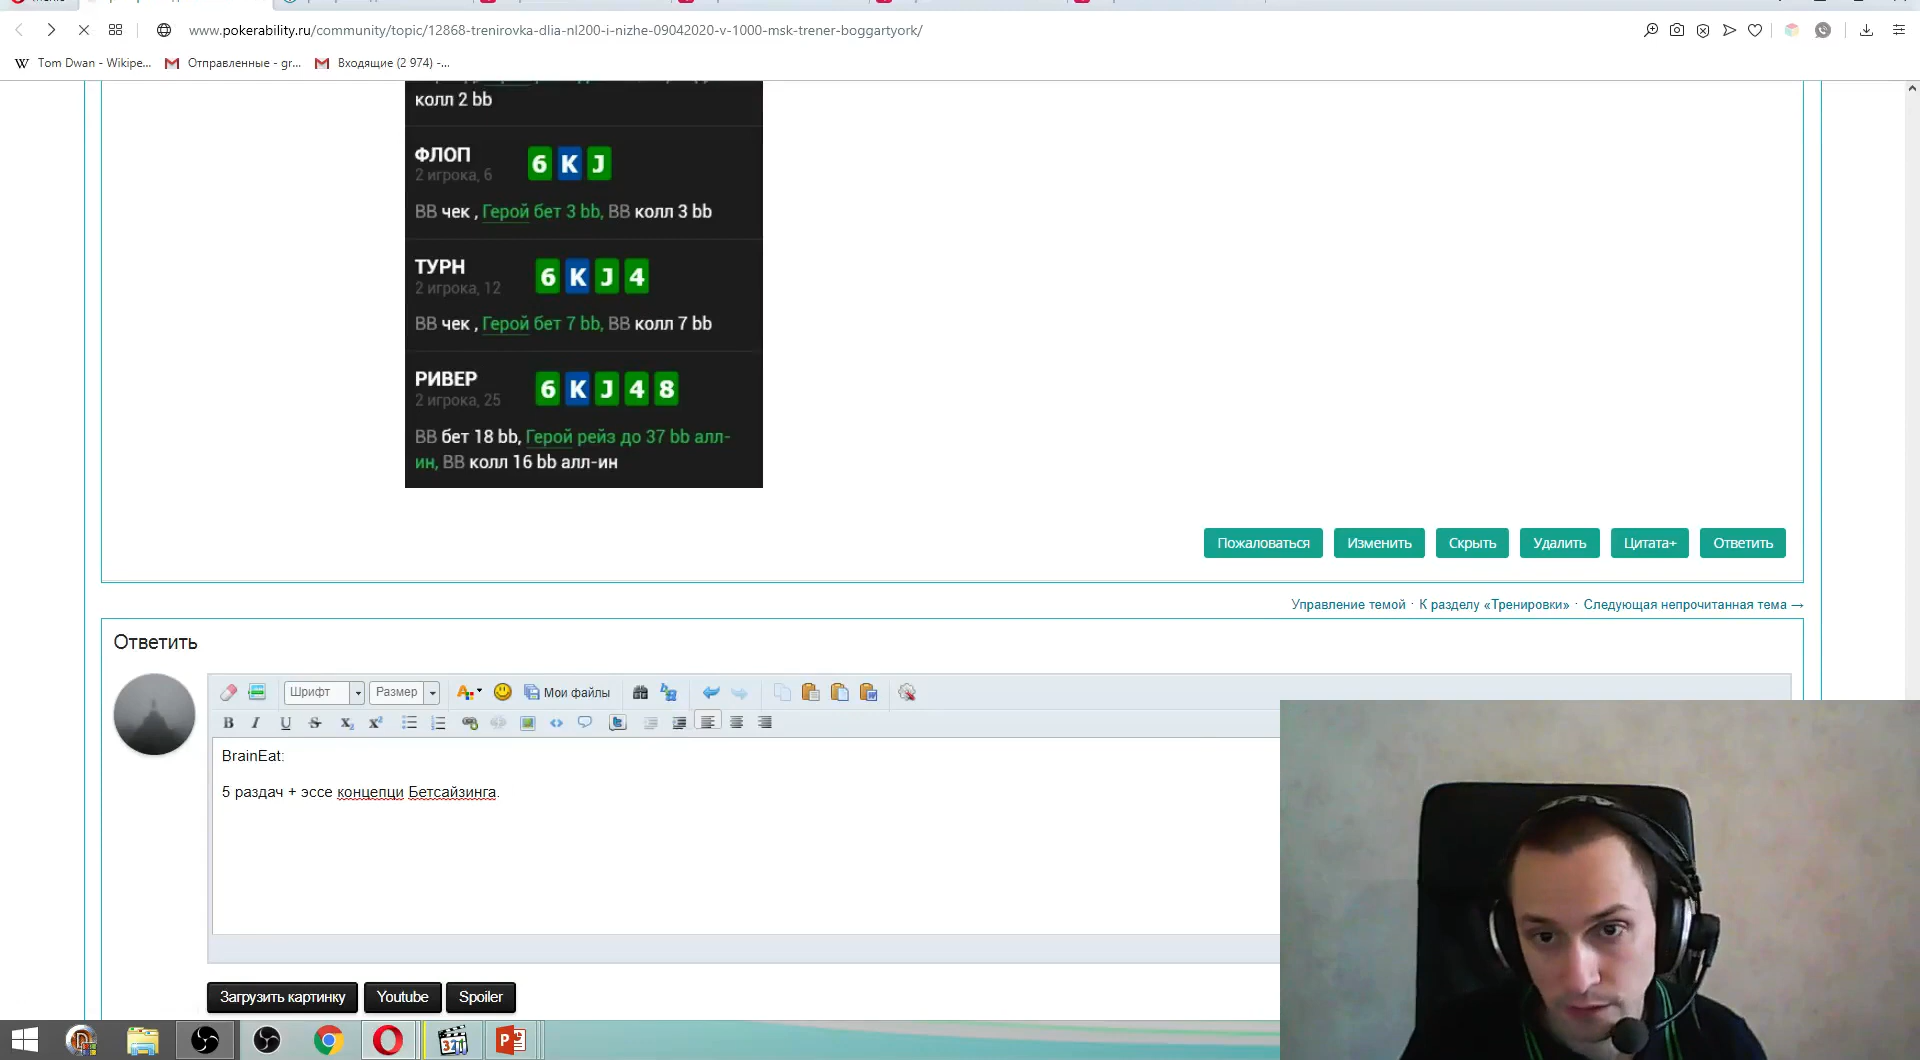 www.pokerability.ru/community/topic/12868-trenirovka-dlia-nl200-i-nizhe-09042020-v-1000-msk-trener-boggartyork/
W Tom Dwan - Wikipe... Отправленные - gr... Входящие (2 974) -...
колл 2 bb
ФЛОП 6 K J
2 игрока, 6
BB чек , Герой бет 3 bb, BB колл 3 bb
ТУРН 6 K J 4
2 игрока, 12
BB чек , Герой бет 7 bb, BB колл 7 bb
РИВЕР 6 K J 4 8
2 игрока, 25
BB бет 18 bb, Герой рейз до 37 bb алл-
ин, BB колл 16 bb алл-ин
Пожаловаться Изменить Скрыть Удалить Цитата+ Ответить
Управление темой · К разделу «Тренировки» · Следующая непрочитанная тема →
Ответить
Шрифт Размер Мои файлы
B I U S X₂ X²
BrainEat:
5 раздач + эссе концепци Бетсайзинга.
Загрузить картинку Youtube Spoiler